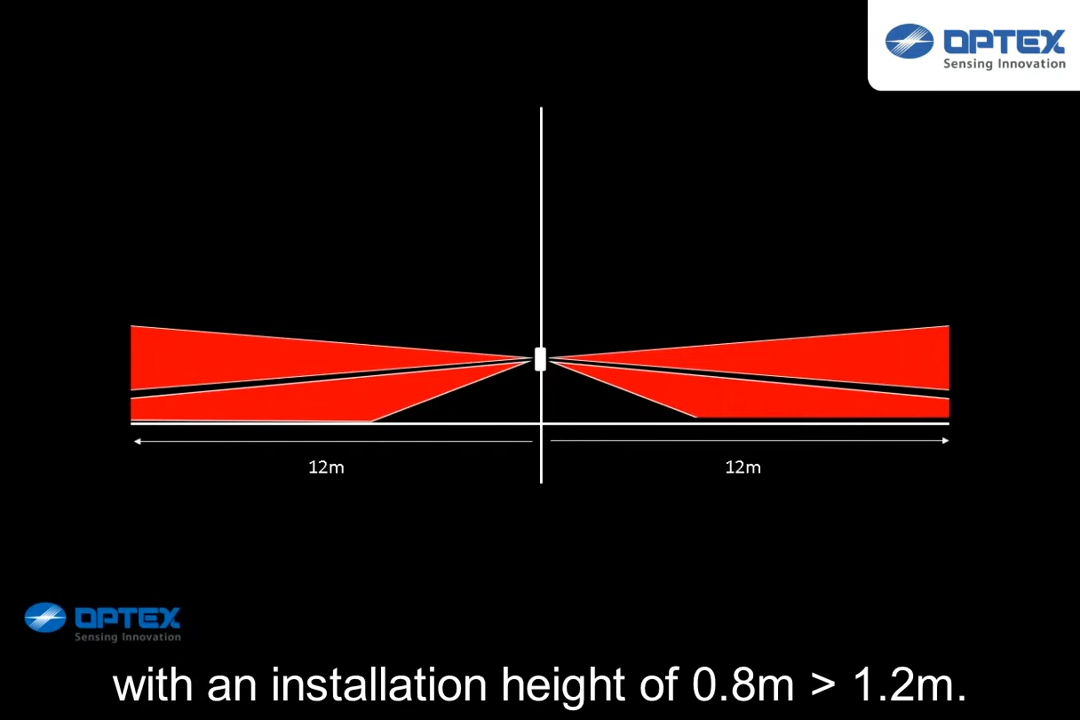 OPTEX
Sensing Innovation
12m
12m
OPTEX
Sensing Innovation
with an installation height of 0.8m > 1.2m.